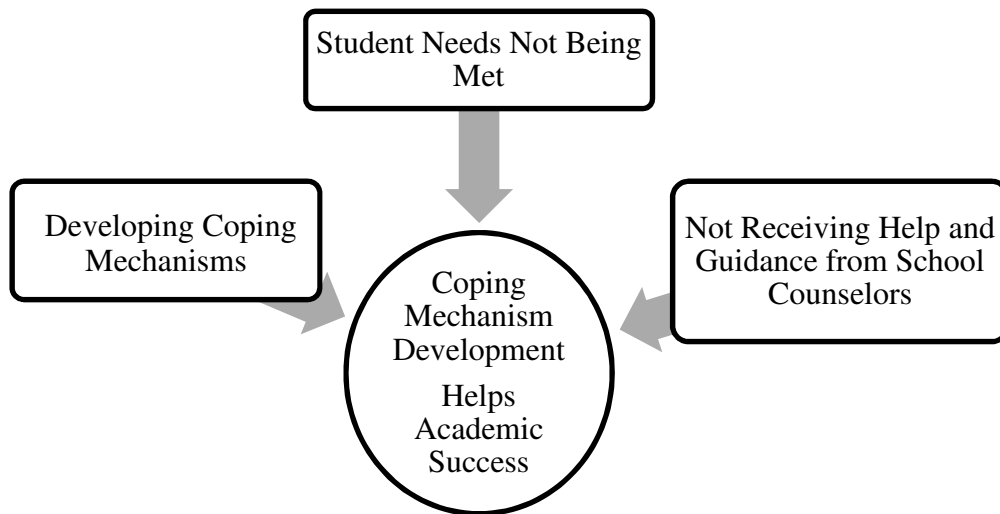 Student Needs Not Being
Met
Developing Coping
Mechanisms
Not Receiving Help and
Guidance from School
Counselors
Coping
Mechanism
Development
Helps
Academic
Success